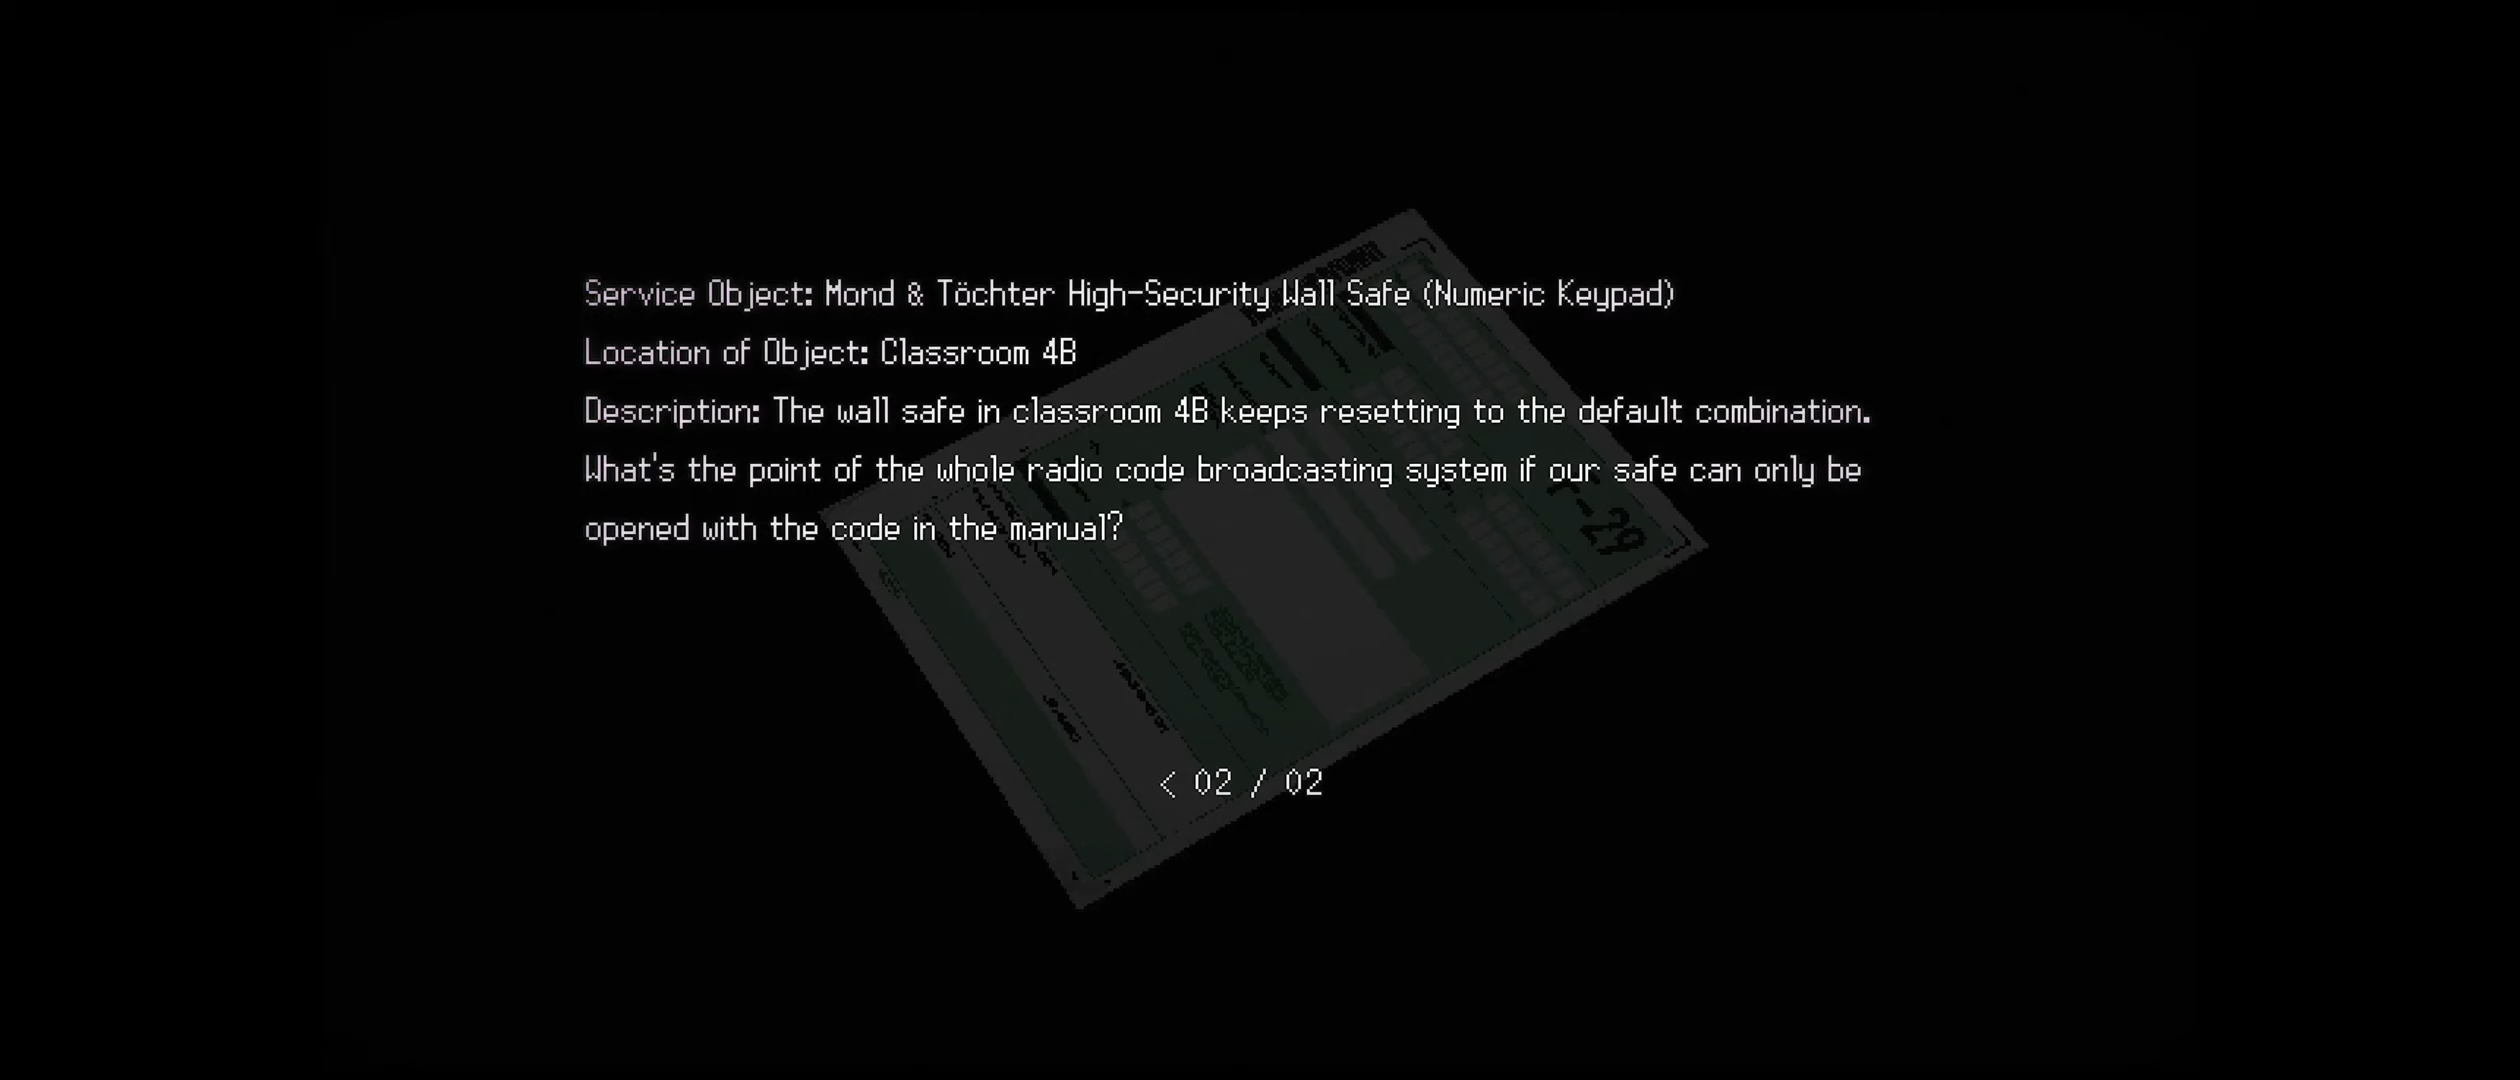 Service Object: Mond & Töchter High-Security Wall Safe (Numeric Keypad)
Location of Object: Classroom 4B
Description: The wall safe in classroom 4B keeps resetting to the default combination.
What's the point of the whole radio code broadcasting system if our safe can only be
opened with the code in the manual?
r-29
< 02 / 02